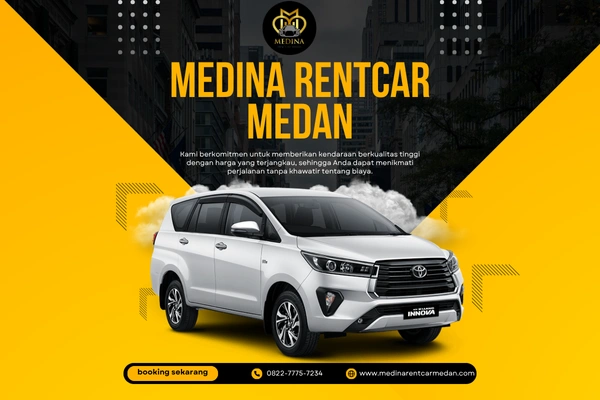 MEDINA
MEDINA RENTCAR
MEDAN
Kami berkomitmen untuk memberikan kendaraan berkualitas tinggi
dengan harga yang terjangkau, sehingga Anda dapat menikmati
perjalanan tanpa khawatir tentang biaya.
INNOVA
booking sekarang
0822-7775-7234
www.medinarentcarmedan.com